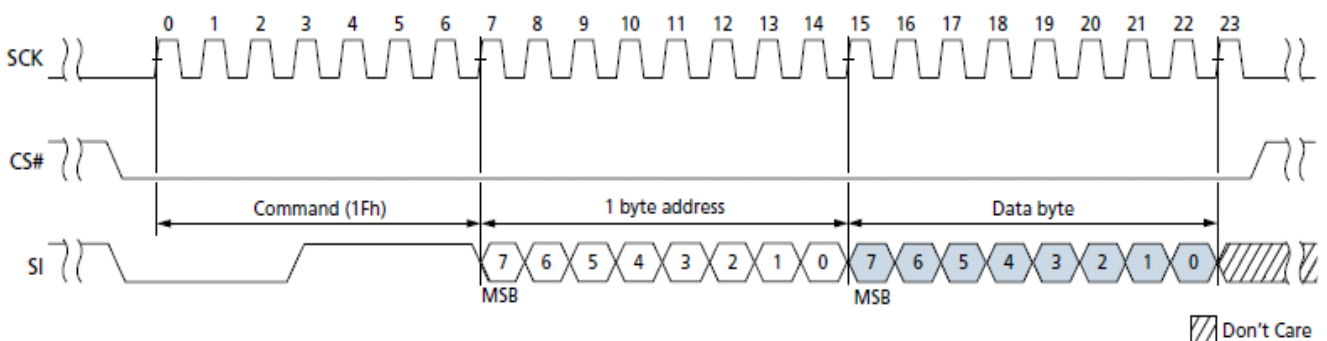 0 1 2 3 4 5 6 7 8 9 10 11 12 13 14 15 16 17 18 19 20 21 22 23
SCK
CS#
Command (1Fh) 1 byte address Data byte
SI 7 6 5 4 3 2 1 0 7 6 5 4 3 2 1 0
MSB MSB
Don't Care